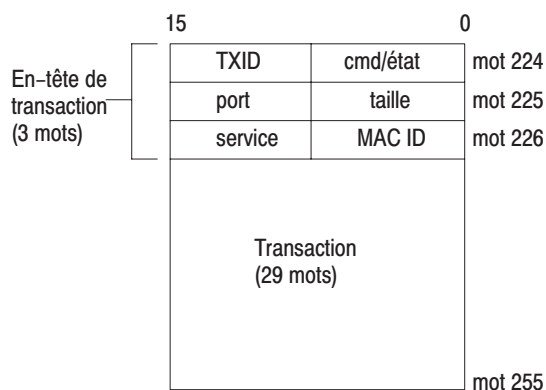 15 0
TXID cmd/état mot 224
En-tête de
transaction
(3 mots)
port taille mot 225
service MAC ID mot 226
Transaction
(29 mots)
mot 255